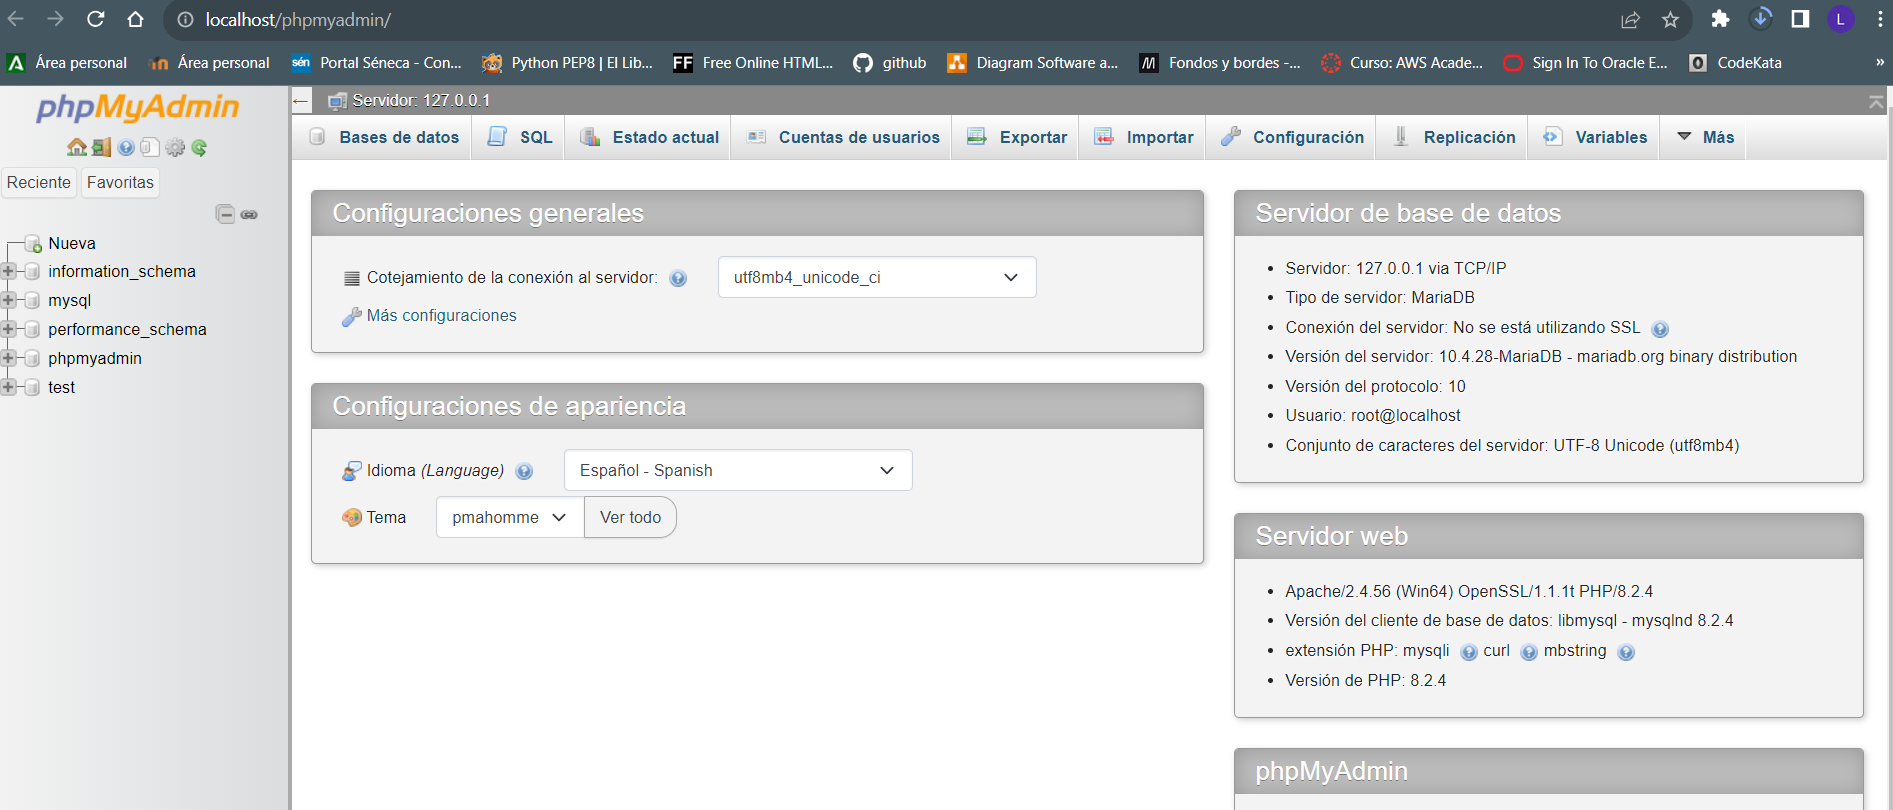 localhost/phpmyadmin/
L
Área personal
Área personal
sén Portal Séneca - Con...
Python PEP8 | El Lib...
FF Free Online HTML...
github
Diagram Software a...
Fondos y bordes -...
Curso: AWS Acade...
Sign In To Oracle E...
CodeKata
»
phpMyAdmin
Reciente
Favoritas
Nueva
information_schema
mysql
performance_schema
phpmyadmin
test
Servidor: 127.0.0.1
Bases de datos
SQL
Estado actual
Cuentas de usuarios
Exportar
Importar
Configuración
Replicación
Variables
Más
Configuraciones generales
Cotejamiento de la conexión al servidor:
utf8mb4_unicode_ci
Más configuraciones
Configuraciones de apariencia
Idioma (Language)
Español - Spanish
Tema
pmahomme
Ver todo
Servidor de base de datos
• Servidor: 127.0.0.1 via TCP/IP
• Tipo de servidor: MariaDB
• Conexión del servidor: No se está utilizando SSL
• Versión del servidor: 10.4.28-MariaDB - mariadb.org binary distribution
• Versión del protocolo: 10
• Usuario: root@localhost
• Conjunto de caracteres del servidor: UTF-8 Unicode (utf8mb4)
Servidor web
• Apache/2.4.56 (Win64) OpenSSL/1.1.1t PHP/8.2.4
• Versión del cliente de base de datos: libmysql - mysqlnd 8.2.4
• extensión PHP: mysqli curl mbstring
• Versión de PHP: 8.2.4
phpMyAdmin